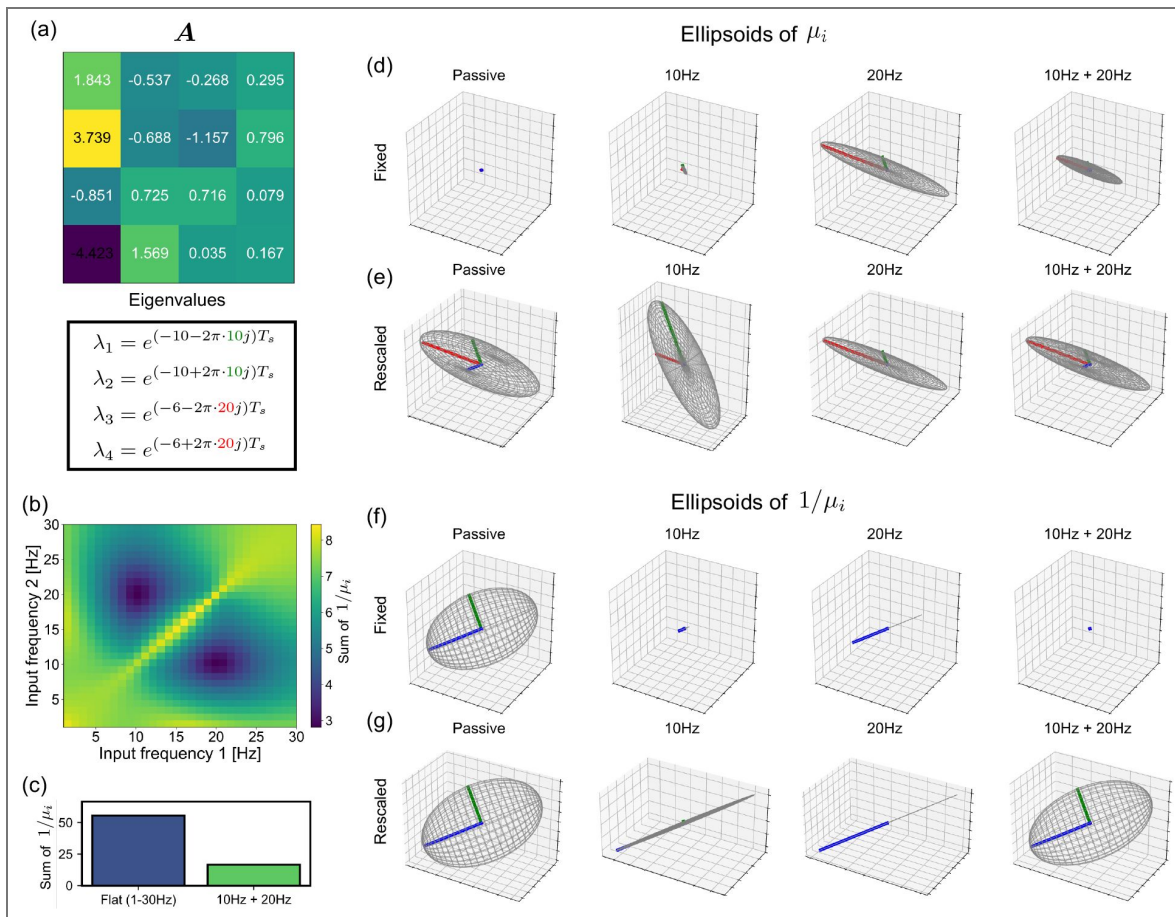 (a)
A
1.843 -0.537 -0.268 0.295
3.739 -0.688 -1.157 0.796
-0.851 0.725 0.716 0.079
-4.423 1.569 0.035 0.167
Eigenvalues
λ₁ = e^{(−10−2π·10j)T_s}
λ₂ = e^{(−10+2π·10j)T_s}
λ₃ = e^{(−6−2π·20j)T_s}
λ₄ = e^{(−6+2π·20j)T_s}
(b)
Input frequency 2 [Hz]
30
25
20
15
10
5
5 10 15 20 25 30
Input frequency 1 [Hz]
8
7
6
5
4
3
Sum of 1/μᵢ
(c)
Sum of 1/μᵢ
50
25
0
Flat (1-30Hz) 10Hz + 20Hz
Ellipsoids of μᵢ
(d)
Passive 10Hz 20Hz 10Hz + 20Hz
Fixed
(e)
Passive 10Hz 20Hz 10Hz + 20Hz
Rescaled
Ellipsoids of 1/μᵢ
(f)
Passive 10Hz 20Hz 10Hz + 20Hz
Fixed
(g)
Passive 10Hz 20Hz 10Hz + 20Hz
Rescaled